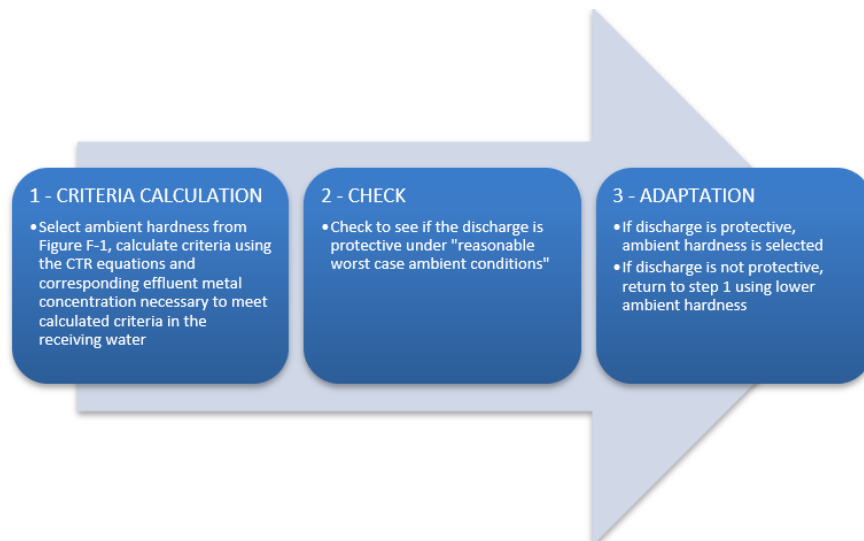 1 - CRITERIA CALCULATION
•Select ambient hardness from
Figure F-1, calculate criteria using
the CTR equations and
corresponding effluent metal
concentration necessary to meet
calculated criteria in the
receiving water
2 - CHECK
•Check to see if the discharge is
protective under "reasonable
worst case ambient conditions"
3 - ADAPTATION
•If discharge is protective,
ambient hardness is selected
•If discharge is not protective,
return to step 1 using lower
ambient hardness